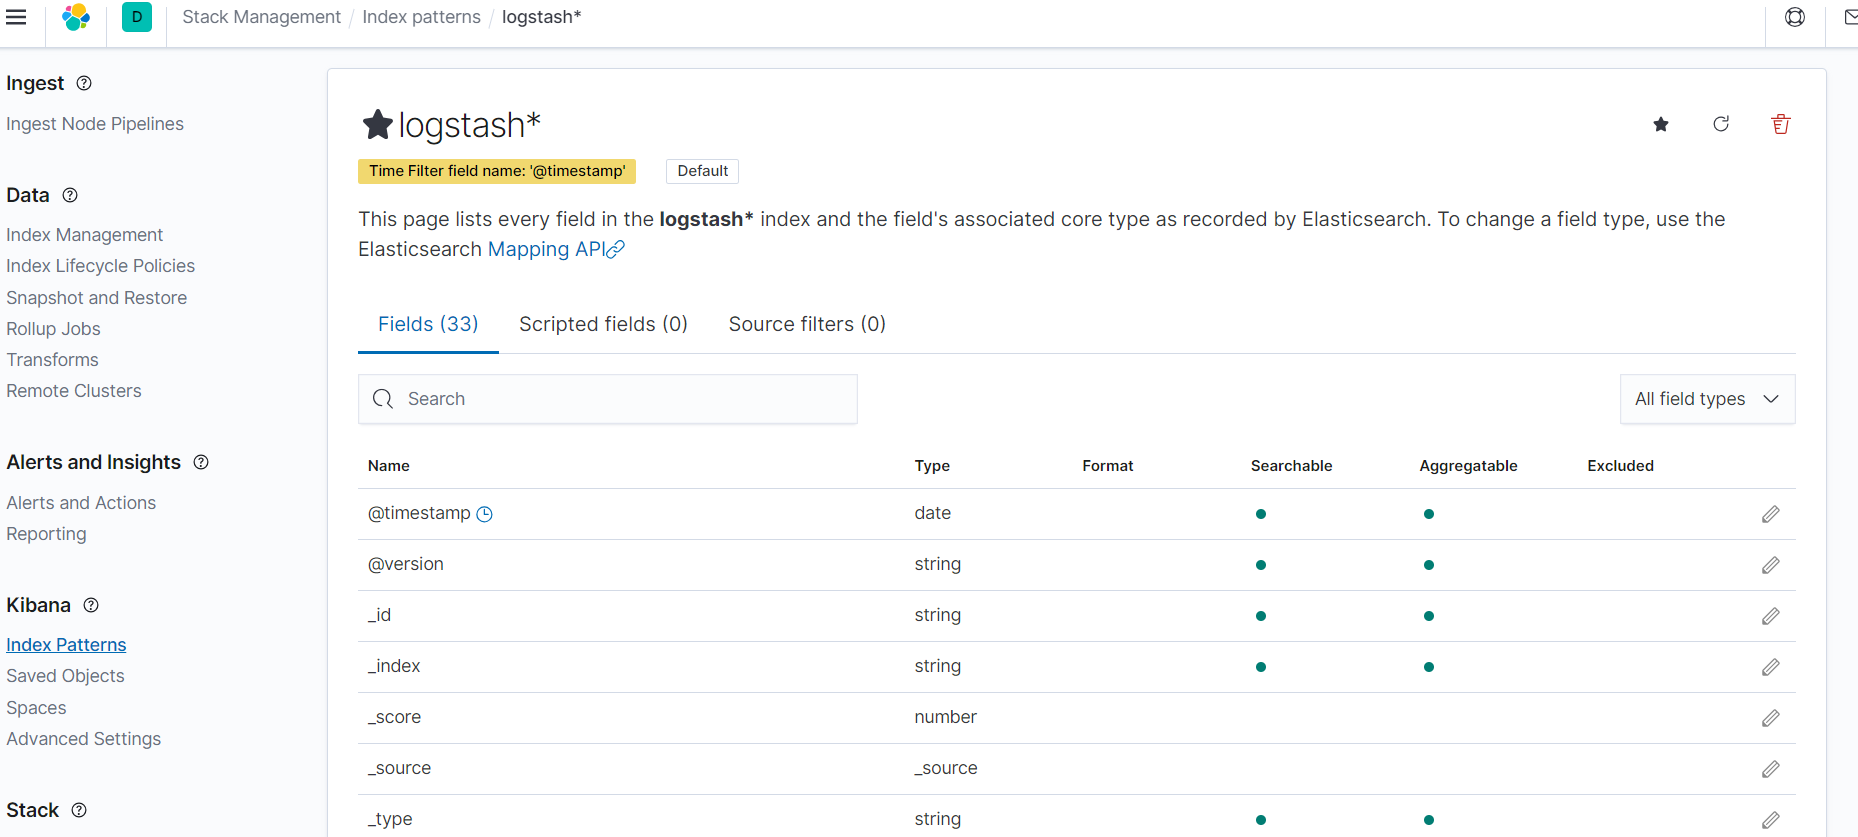 D Stack Management / Index patterns / logstash*
Ingest
Ingest Node Pipelines
Data
Index Management
Index Lifecycle Policies
Snapshot and Restore
Rollup Jobs
Transforms
Remote Clusters
Alerts and Insights
Alerts and Actions
Reporting
Kibana
Index Patterns
Saved Objects
Spaces
Advanced Settings
Stack
logstash*
Time Filter field name: '@timestamp' Default
This page lists every field in the logstash* index and the field's associated core type as recorded by Elasticsearch. To change a field type, use the
Elasticsearch Mapping API
Fields (33) Scripted fields (0) Source filters (0)
Search All field types
Name Type Format Searchable Aggregatable Excluded
@timestamp date
@version string
_id string
_index string
_score number
_source _source
_type string